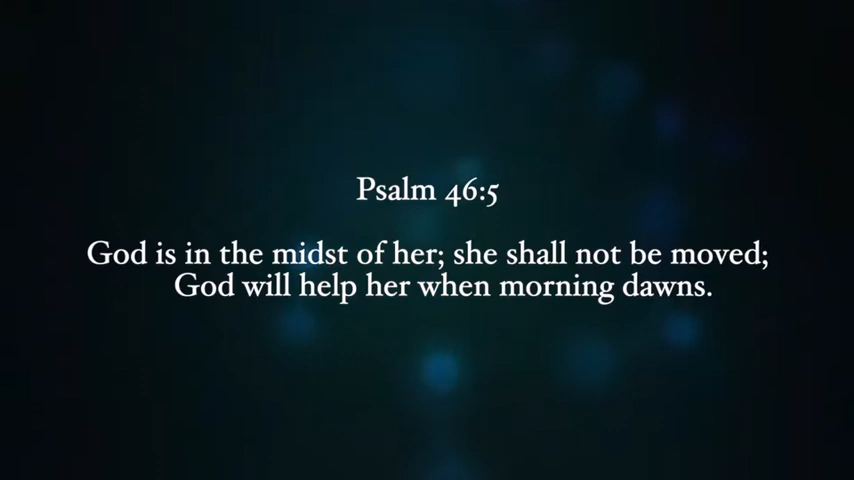 Psalm 46:5
God is in the midst of her; she shall not be moved;
God will help her when morning dawns.